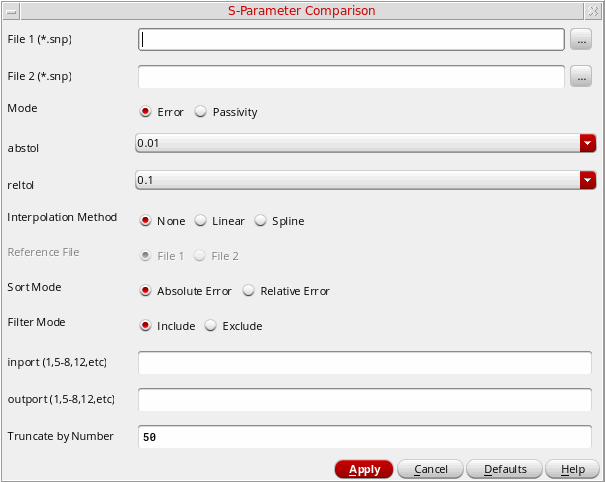 S-Parameter Comparison
File 1 (*.snp)
...
File 2 (*.snp)
...
Mode Error Passivity
abstol 0.01
reltol 0.1
Interpolation Method None Linear Spline
Reference File File 1 File 2
Sort Mode Absolute Error Relative Error
Filter Mode Include Exclude
inport (1,5-8,12,etc)
outport (1,5-8,12,etc)
Truncate by Number 50
Apply Cancel Defaults Help